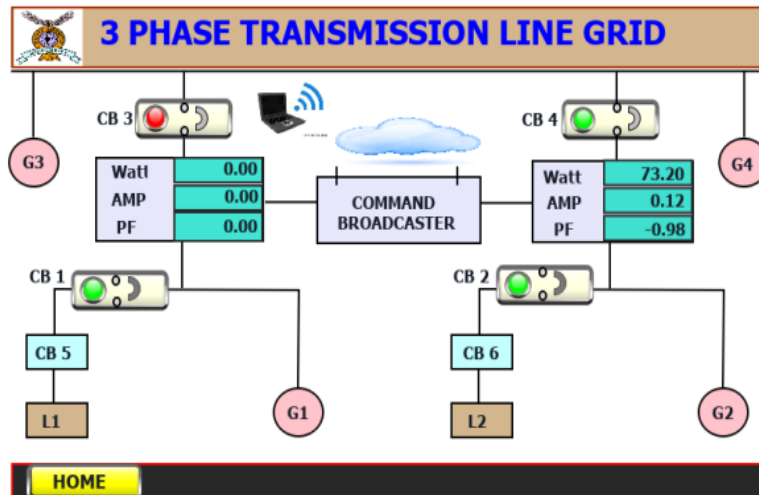 3 PHASE TRANSMISSION LINE GRID
CB 3
CB 4
G3
G4
Watt 0.00
AMP 0.00
PF 0.00
COMMAND
BROADCASTER
Watt 73.20
AMP 0.12
PF -0.98
CB 1
CB 2
CB 5
CB 6
L1
G1
L2
G2
HOME